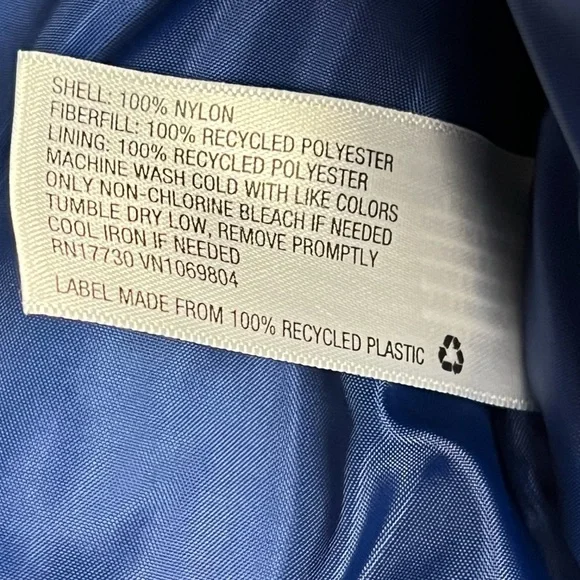 SHELL: 100% NYLON
FIBERFILL: 100% RECYCLED POLYESTER
LINING: 100% RECYCLED POLYESTER
MACHINE WASH COLD WITH LIKE COLORS
ONLY NON-CHLORINE BLEACH IF NEEDED
TUMBLE DRY LOW, REMOVE PROMPTLY
COOL IRON IF NEEDED
RN17730 VN1069804
LABEL MADE FROM 100% RECYCLED PLASTIC